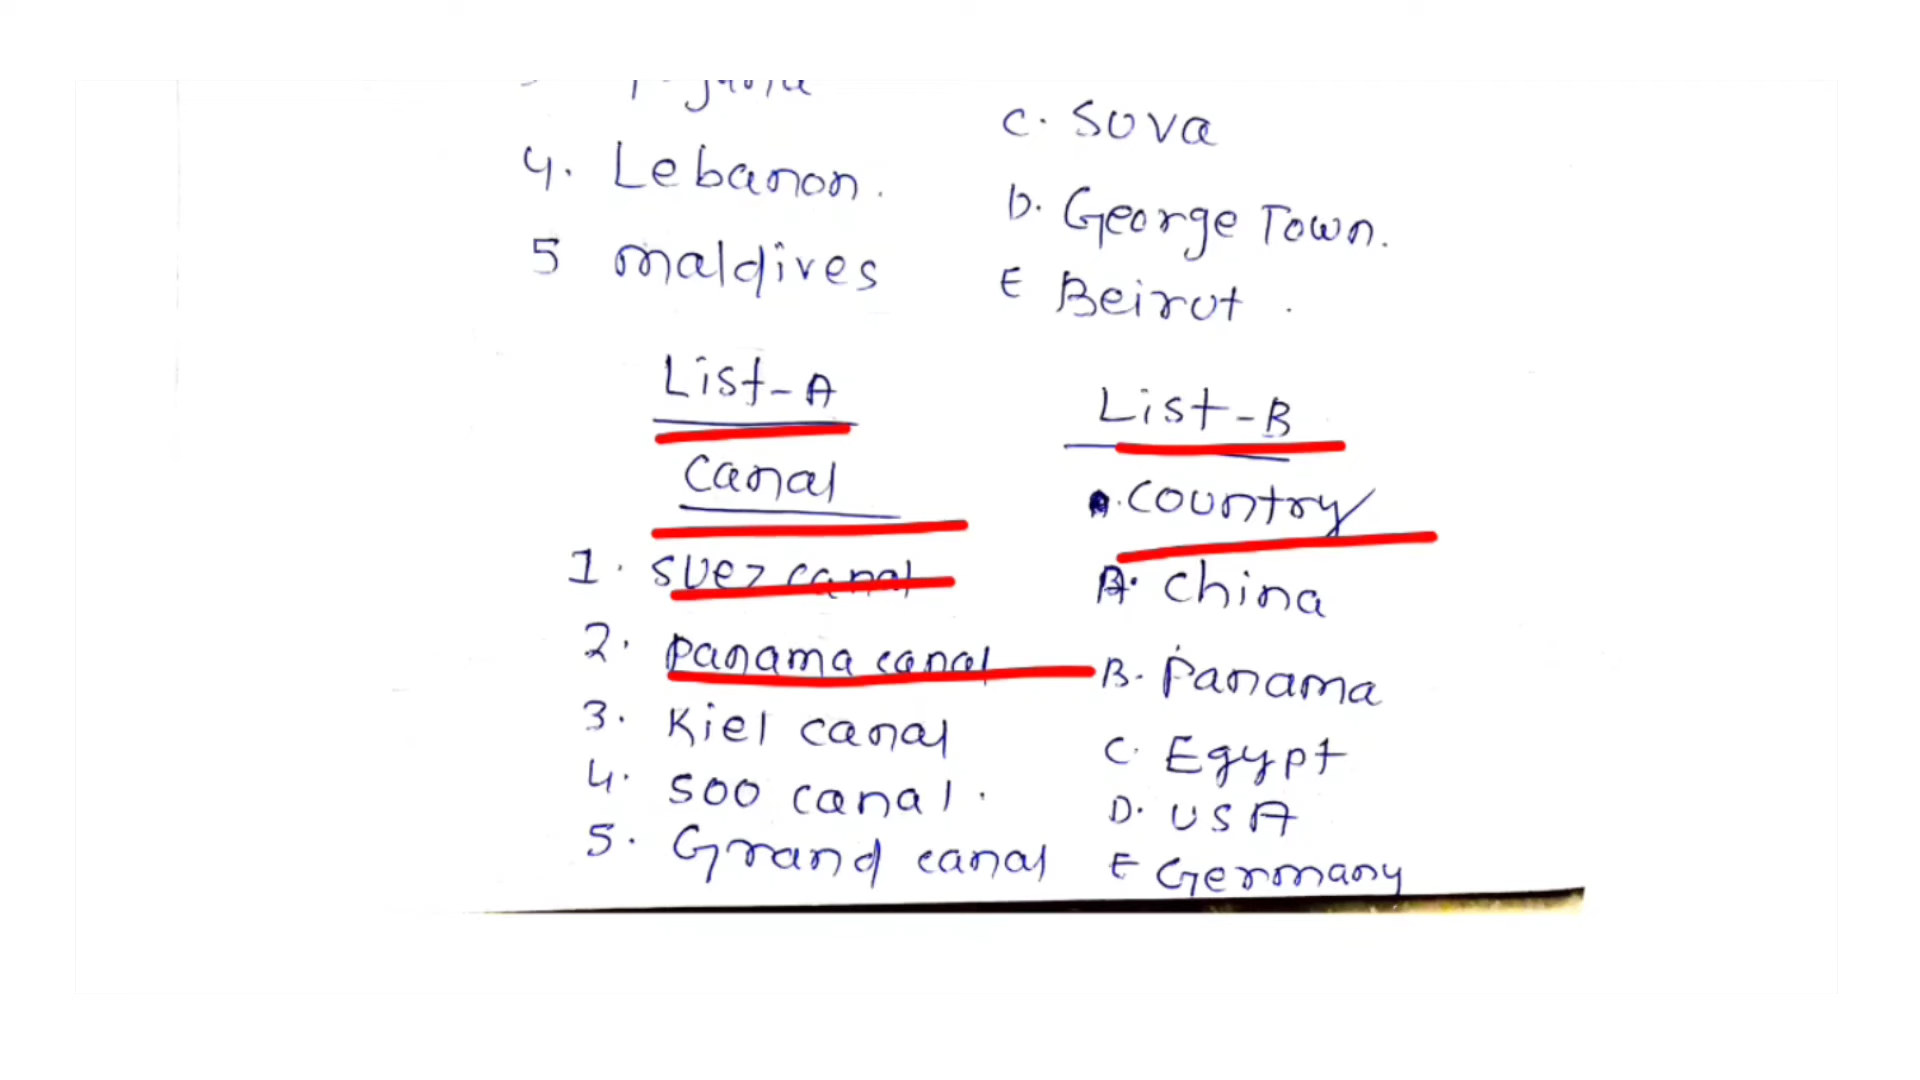 C. Suva
4. Lebanon.
D. George Town.
5 maldives
E Beirut.
List-A
List-B
Canal
Country
1. Suez canal
A. China
2. Panama canal
B. Panama
3. Kiel canal
C. Egypt
4. Soo canal.
D. USA
5. Grand canal
E Germany